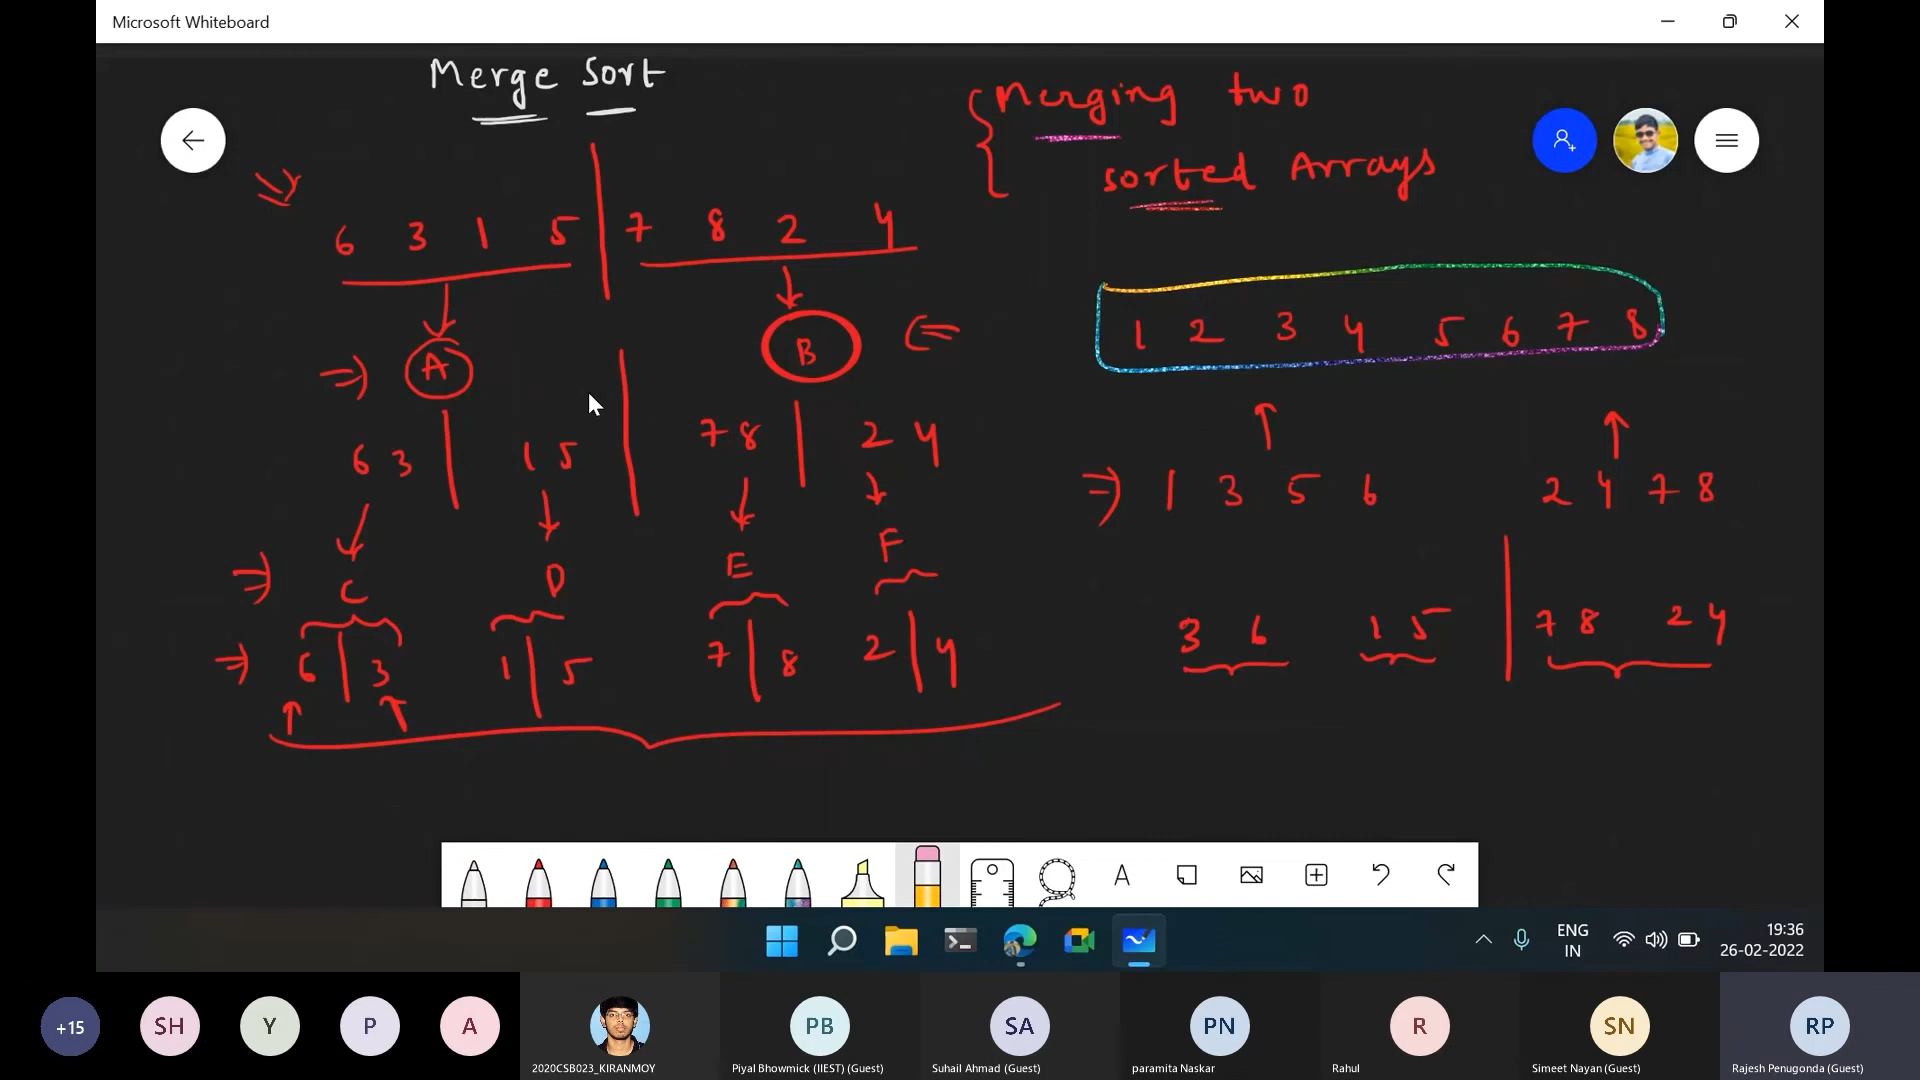 Microsoft Whiteboard
Merge Sort
{ Merging two
sorted Arrays
6 3 1 5 | 7 8 2 4
A
B
1 2 3 4 5 6 7 8
6 3 | 1 5 | 7 8 | 2 4
=) 1 3 5 6 2 4 7 8
C D E F
6 | 3 1 | 5 7 | 8 2 | 4
3 6 1 5 | 7 8 2 4
A
ENG
IN
19:36
26-02-2022
+15
SH
Y
P
A
PB
SA
PN
R
SN
RP
2020CSB023_KIRANMOY
Piyal Bhowmick (IIEST) (Guest)
Suhail Ahmad (Guest)
paramita Naskar
Rahul
Simeet Nayan (Guest)
Rajesh Penugonda (Guest)